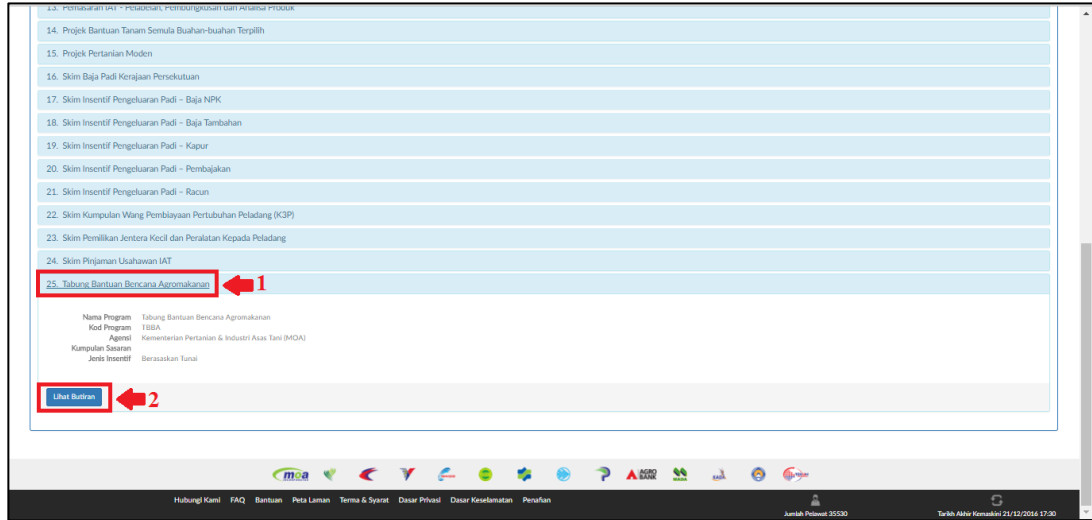 13. Pemasaran IAT - Pelabelan, Pembungkusan dan Analisa Produk
14. Projek Bantuan Tanam Semula Buahan-buahan Terpilih
15. Projek Pertanian Moden
16. Skim Baja Padi Kerajaan Persekutuan
17. Skim Insentif Pengeluaran Padi – Baja NPK
18. Skim Insentif Pengeluaran Padi – Baja Tambahan
19. Skim Insentif Pengeluaran Padi – Kapur
20. Skim Insentif Pengeluaran Padi – Pembajakan
21. Skim Insentif Pengeluaran Padi – Racun
22. Skim Kumpulan Wang Pembiayaan Pertubuhan Peladang (K3P)
23. Skim Pemilikan Jentera Kecil dan Peralatan Kepada Peladang
24. Skim Pinjaman Usahawan IAT
25. Tabung Bantuan Bencana Agromakanan 1
Nama Program Tabung Bantuan Bencana Agromakanan
Kod Program TBBA
Agensi Kementerian Pertanian & Industri Asas Tani (MOA)
Kumpulan Sasaran
Jenis Insentif Berasaskan Tunai
Lihat Butiran 2
moa AGRO BANK MADA KADA
Hubungi Kami FAQ Bantuan Peta Laman Terma & Syarat Dasar Privasi Dasar Keselamatan Penafian
Jumlah Pelawat 35530 Tarikh Akhir Kemaskini 21/12/2016 17:30